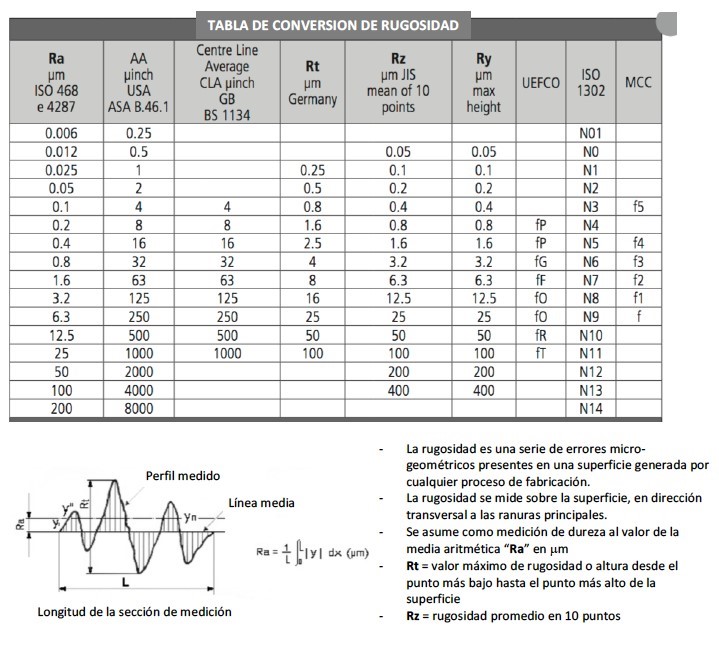 TABLA DE CONVERSION DE RUGOSIDAD
Ra µm ISO 468 e 4287 | AA µinch USA ASA B.46.1 | Centre Line Average CLA µinch GB BS 1134 | Rt µm Germany | Rz µm JIS mean of 10 points | Ry µm max height | UEFCO | ISO 1302 | MCC
0.006 | 0.25 | | | | | | N01 |
0.012 | 0.5 | | | 0.05 | 0.05 | | N0 |
0.025 | 1 | | 0.25 | 0.1 | 0.1 | | N1 |
0.05 | 2 | | 0.5 | 0.2 | 0.2 | | N2 |
0.1 | 4 | 4 | 0.8 | 0.4 | 0.4 | | N3 | f5
0.2 | 8 | 8 | 1.6 | 0.8 | 0.8 | fP | N4 |
0.4 | 16 | 16 | 2.5 | 1.6 | 1.6 | fP | N5 | f4
0.8 | 32 | 32 | 4 | 3.2 | 3.2 | fG | N6 | f3
1.6 | 63 | 63 | 8 | 6.3 | 6.3 | fF | N7 | f2
3.2 | 125 | 125 | 16 | 12.5 | 12.5 | fO | N8 | f1
6.3 | 250 | 250 | 25 | 25 | 25 | fO | N9 | f
12.5 | 500 | 500 | 50 | 50 | 50 | fR | N10 |
25 | 1000 | 1000 | 100 | 100 | 100 | fT | N11 |
50 | 2000 | | | 200 | 200 | | N12 |
100 | 4000 | | | 400 | 400 | | N13 |
200 | 8000 | | | | | | N14 |
Perfil medido
Línea media
Ra
Rt
yn
L
Ra = 1/L ∫ |y| dx (µm)
Longitud de la sección de medición
- La rugosidad es una serie de errores micro-
geométricos presentes en una superficie generada por
cualquier proceso de fabricación.
- La rugosidad se mide sobre la superficie, en dirección
transversal a las ranuras principales.
- Se asume como medición de dureza al valor de la
media aritmética “Ra” en µm
- Rt = valor máximo de rugosidad o altura desde el
punto más bajo hasta el punto más alto de la
superficie
- Rz = rugosidad promedio en 10 puntos